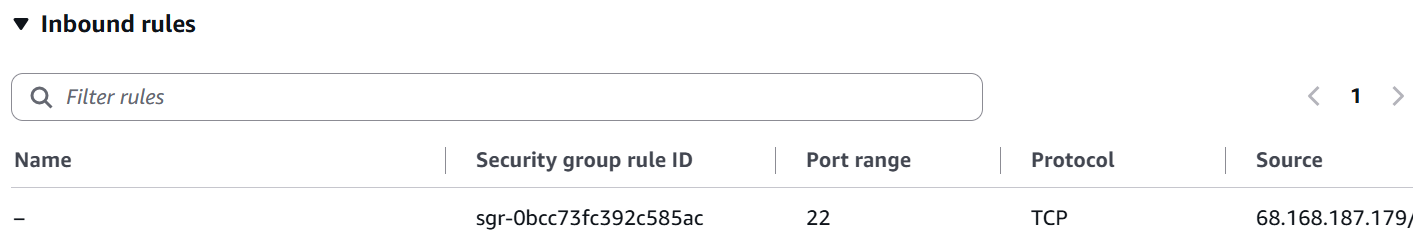 Inbound rules
Filter rules
1
Name Security group rule ID Port range Protocol Source
– sgr-0bcc73fc392c585ac 22 TCP 68.168.187.179/